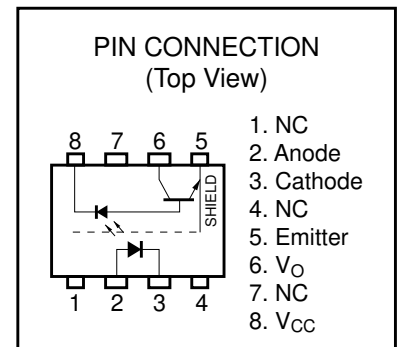 PIN CONNECTION
(Top View)
8 7 6 5
SHIELD
1 2 3 4
1. NC
2. Anode
3. Cathode
4. NC
5. Emitter
6. VO
7. NC
8. VCC